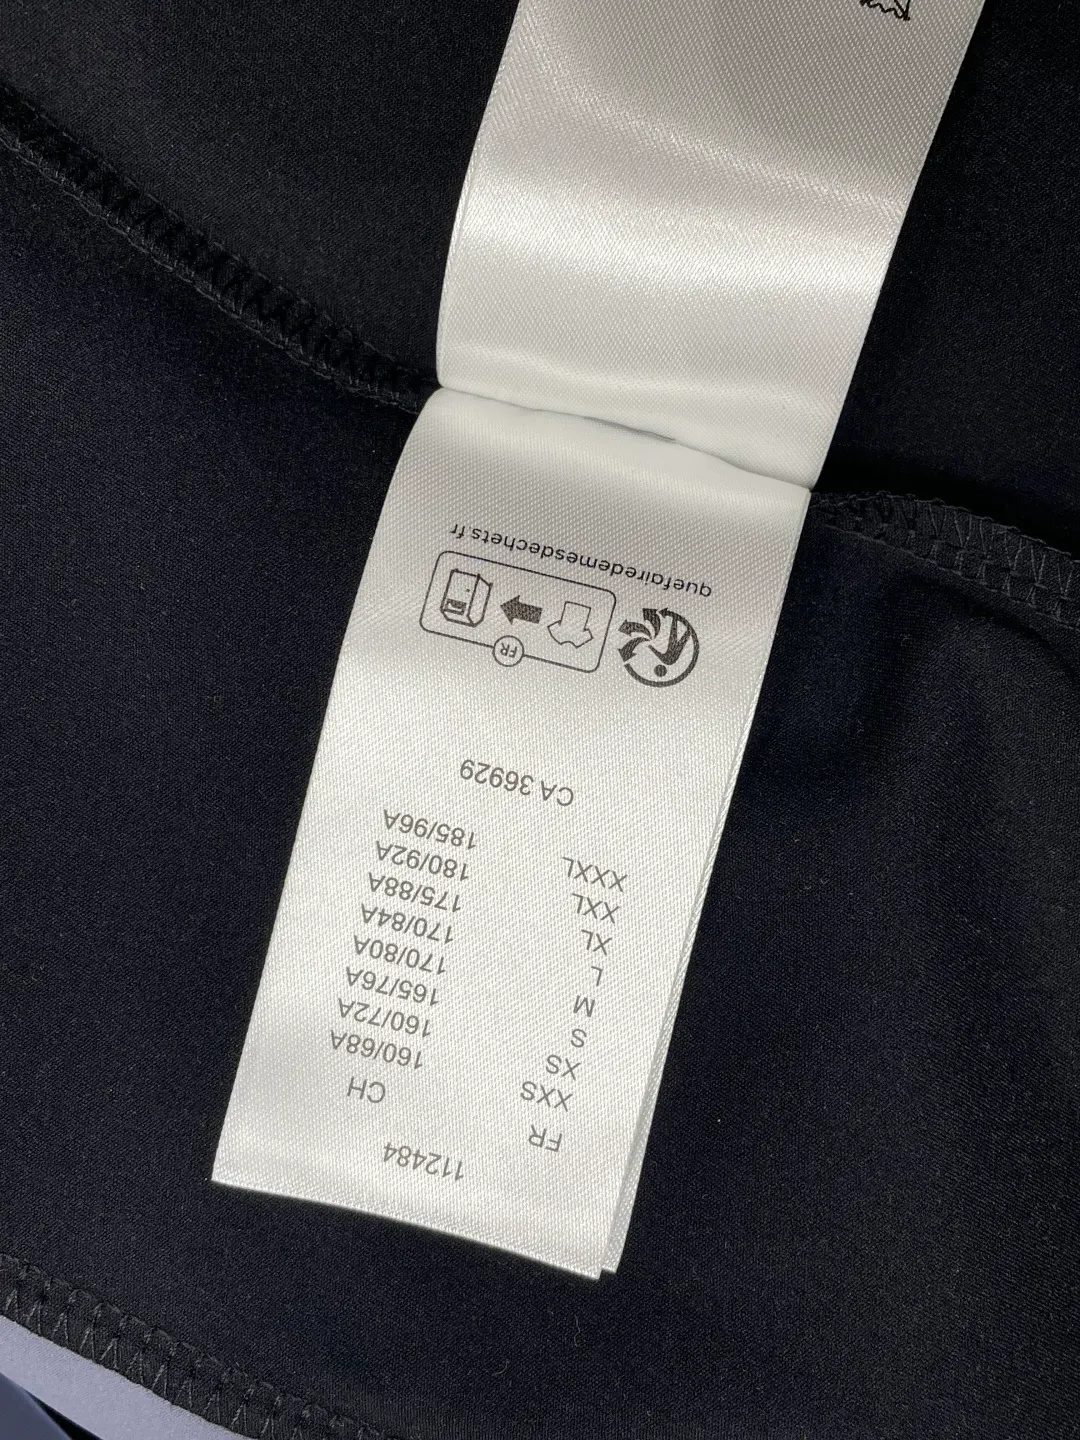 112484
FR CH
XXS 160/68A
XS 160/72A
S 165/76A
M 170/80A
L 170/84A
XL 175/88A
XXL 180/92A
XXXL 185/96A
CA 36929
FR
quefairedemesdechets.fr